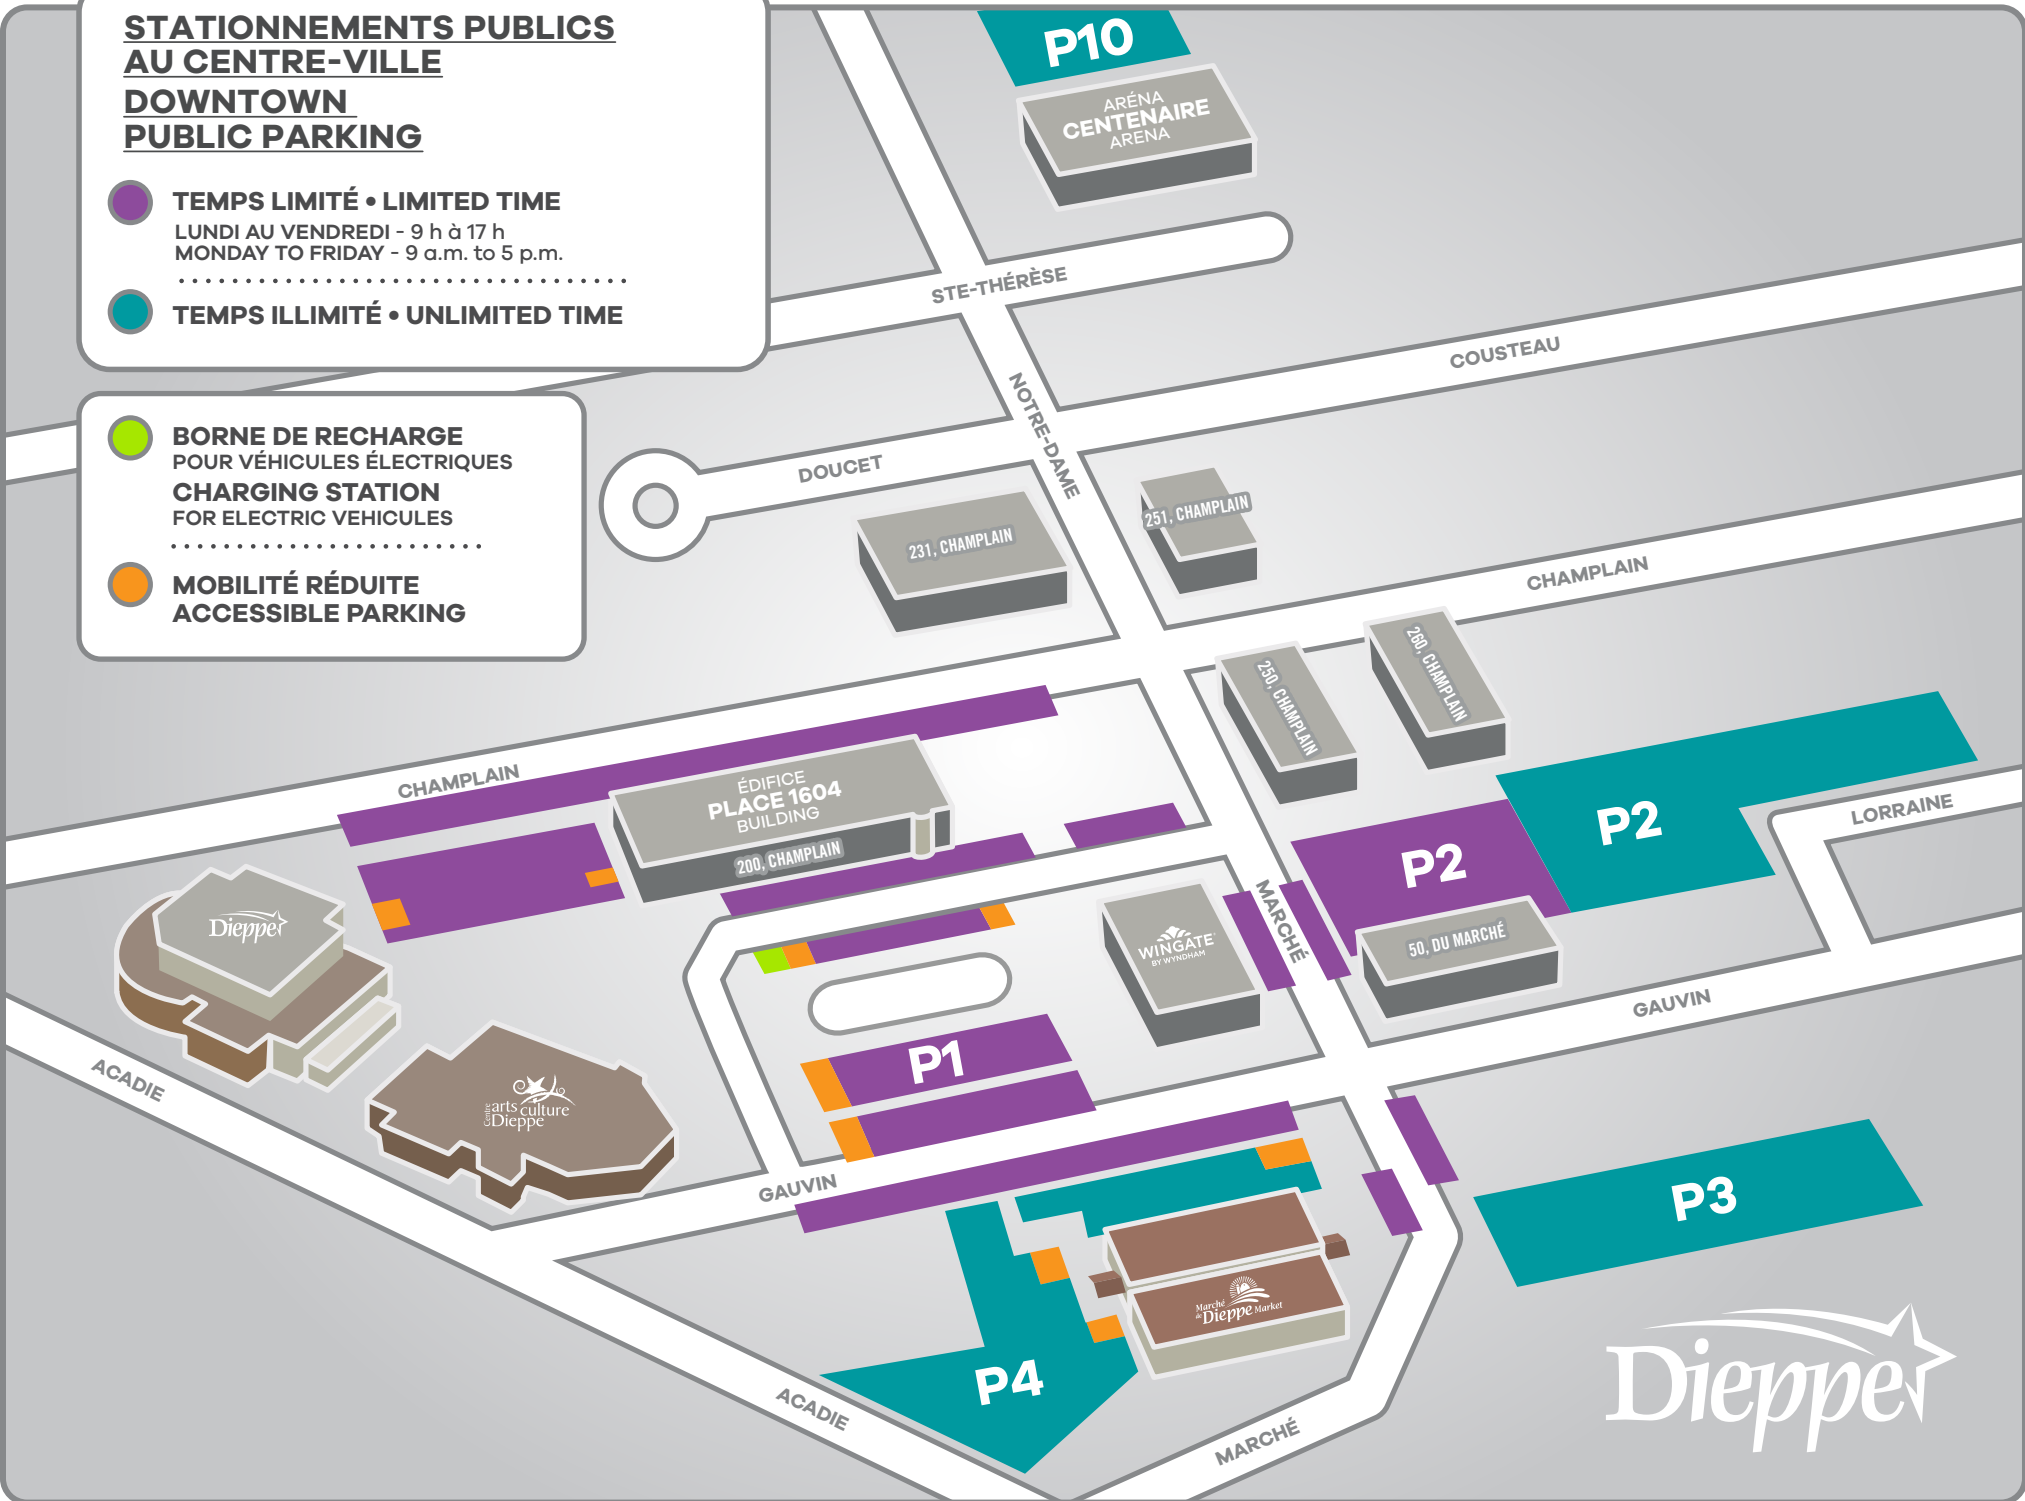 STATIONNEMENTS PUBLICS
AU CENTRE-VILLE
DOWNTOWN
PUBLIC PARKING
TEMPS LIMITÉ • LIMITED TIME
LUNDI AU VENDREDI - 9 h à 17 h
MONDAY TO FRIDAY - 9 a.m. to 5 p.m.
TEMPS ILLIMITÉ • UNLIMITED TIME
BORNE DE RECHARGE
POUR VÉHICULES ÉLECTRIQUES
CHARGING STATION
FOR ELECTRIC VEHICULES
MOBILITÉ RÉDUITE
ACCESSIBLE PARKING
P10
ARÉNA
CENTENAIRE
ARENA
STE-THÉRÈSE
COUSTEAU
NOTRE-DAME
DOUCET
251, CHAMPLAIN
231, CHAMPLAIN
CHAMPLAIN
260, CHAMPLAIN
250, CHAMPLAIN
CHAMPLAIN
ÉDIFICE
PLACE 1604
BUILDING
200, CHAMPLAIN
P2
P2
LORRAINE
MARCHÉ
50, DU MARCHÉ
WINGATE
BY WYNDHAM
Dieppe
GAUVIN
P1
ACADIE
Centre
arts culture
Dieppe
GAUVIN
P3
Marché
de Dieppe Market
P4
ACADIE
MARCHÉ
Dieppe